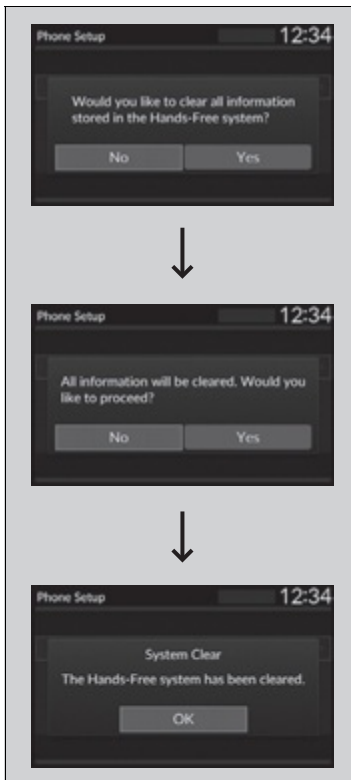 Phone Setup 12:34
Would you like to clear all information
stored in the Hands-Free system?
No Yes
Phone Setup 12:34
All information will be cleared. Would you
like to proceed?
No Yes
Phone Setup 12:34
System Clear
The Hands-Free system has been cleared.
OK